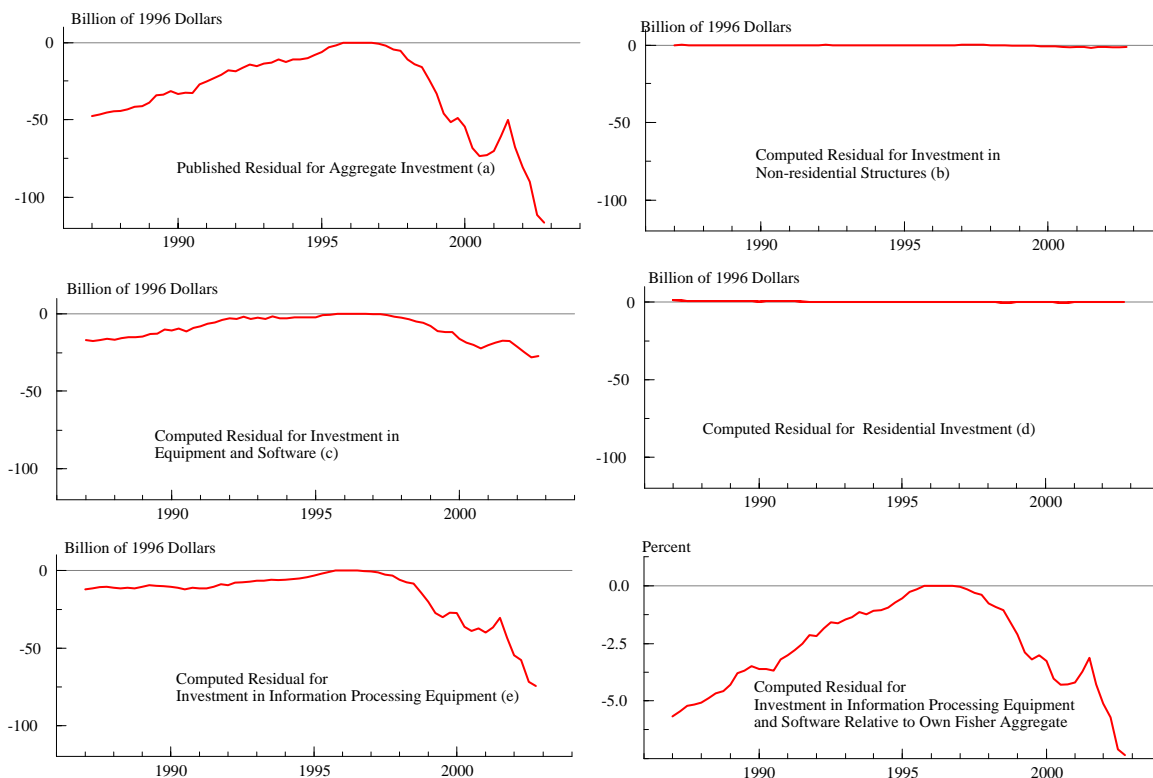 Billion of 1996 Dollars
0
-50
-100
Published Residual for Aggregate Investment (a)
1990
1995
2000
Billion of 1996 Dollars
0
-50
-100
Computed Residual for Investment in
Non-residential Structures (b)
1990
1995
2000
Billion of 1996 Dollars
0
-50
-100
Computed Residual for Investment in
Equipment and Software (c)
1990
1995
2000
Billion of 1996 Dollars
0
-50
-100
Computed Residual for Residential Investment (d)
1990
1995
2000
Billion of 1996 Dollars
0
-50
-100
Computed Residual for
Investment in Information Processing Equipment (e)
1990
1995
2000
Percent
0.0
-2.5
-5.0
Computed Residual for
Investment in Information Processing Equipment
and Software Relative to Own Fisher Aggregate
1990
1995
2000